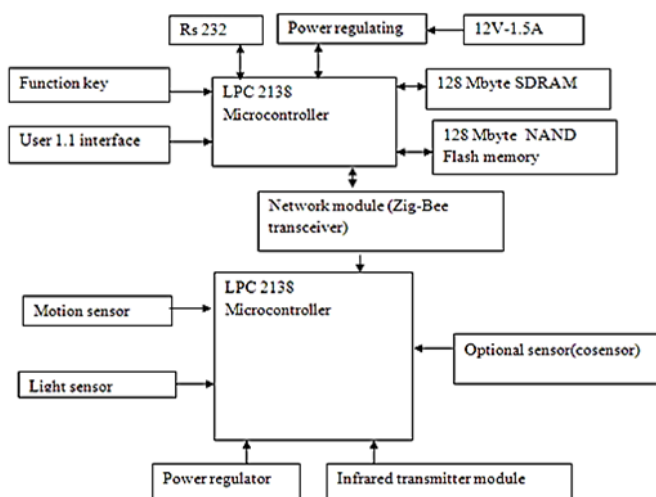 Rs 232
Power regulating
12V-1.5A
Function key
LPC 2138
Microcontroller
128 Mbyte SDRAM
User 1.1 interface
128 Mbyte NAND
Flash memory
Network module (Zig-Bee
transceiver)
LPC 2138
Microcontroller
Motion sensor
Optional sensor(cosensor)
Light sensor
Power regulator
Infrared transmitter module